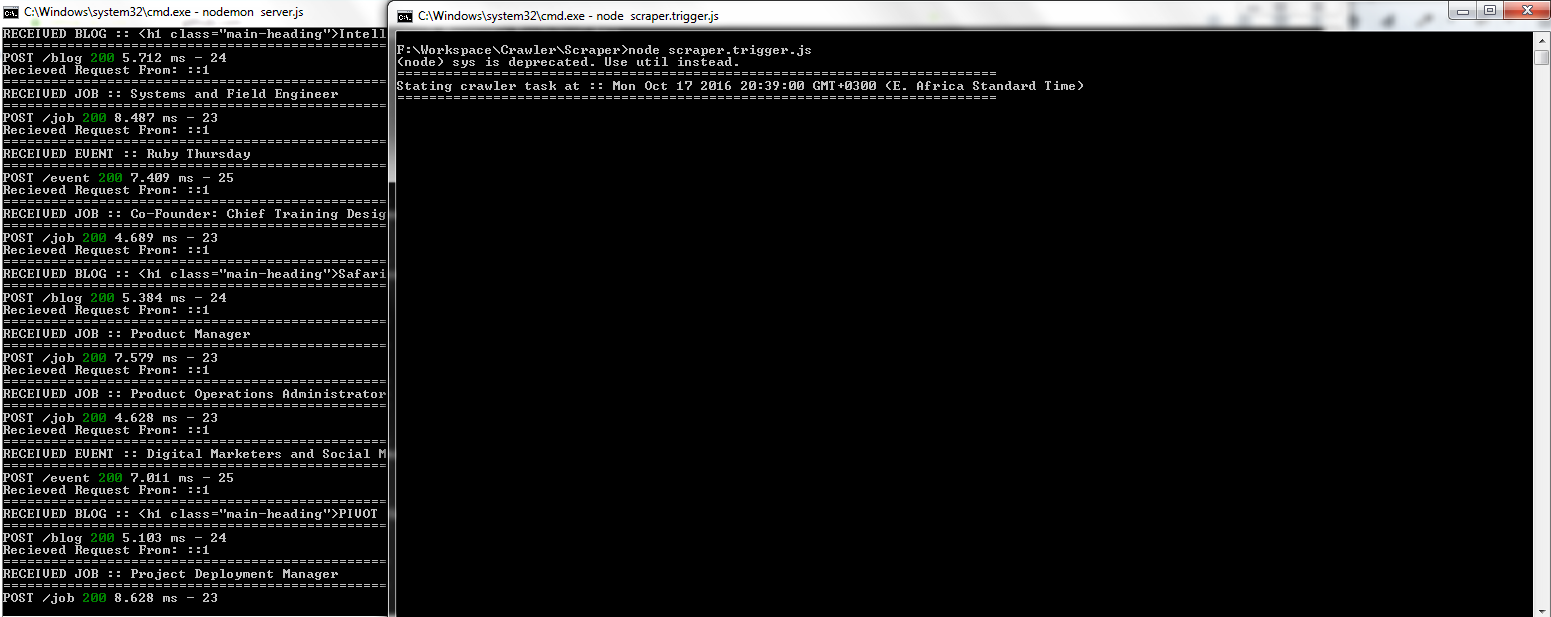 C:\Windows\system32\cmd.exe - nodemon  server.js
RECEIVED BLOG :: <h1 class="main-heading">Intell
================================================
POST /blog 200 5.712 ms - 24
Recieved Request From: ::1
================================================
RECEIVED JOB :: Systems and Field Engineer
================================================
POST /job 200 8.487 ms - 23
Recieved Request From: ::1
================================================
RECEIVED EVENT :: Ruby Thursday
================================================
POST /event 200 7.409 ms - 25
Recieved Request From: ::1
================================================
RECEIVED JOB :: Co-Founder: Chief Training Desig
================================================
POST /job 200 4.689 ms - 23
Recieved Request From: ::1
================================================
RECEIVED BLOG :: <h1 class="main-heading">Safari
================================================
POST /blog 200 5.384 ms - 24
Recieved Request From: ::1
================================================
RECEIVED JOB :: Product Manager
================================================
POST /job 200 7.579 ms - 23
Recieved Request From: ::1
================================================
RECEIVED JOB :: Product Operations Administrator
================================================
POST /job 200 4.628 ms - 23
Recieved Request From: ::1
================================================
RECEIVED EVENT :: Digital Marketers and Social M
================================================
POST /event 200 7.011 ms - 25
Recieved Request From: ::1
================================================
RECEIVED BLOG :: <h1 class="main-heading">PIVOT
================================================
POST /blog 200 5.103 ms - 24
Recieved Request From: ::1
================================================
RECEIVED JOB :: Project Deployment Manager
================================================
POST /job 200 8.628 ms - 23
C:\Windows\system32\cmd.exe - node  scraper.trigger.js
F:\Workspace\Crawler\Scraper>node scraper.trigger.js
(node) sys is deprecated. Use util instead.
===========================================================================
Stating crawler task at :: Mon Oct 17 2016 20:39:00 GMT+0300 (E. Africa Standard Time)
===========================================================================